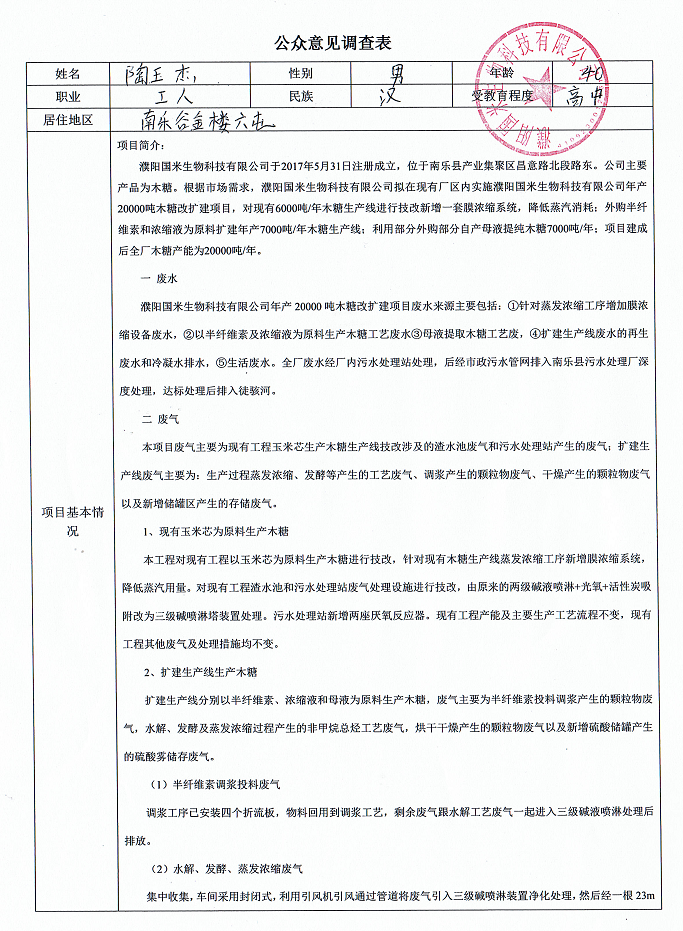 公众意见调查表
姓名 陶玉杰 性别 男 年龄 40
职业 工人 民族 汉 受教育程度 高中
居住地区 南乐谷金楼六屯
项目基本情况
项目简介:
濮阳国米生物科技有限公司于2017年5月31日注册成立，位于南乐县产业集聚区昌意路北段路东。公司主要
产品为木糖。根据市场需求，濮阳国米生物科技有限公司拟在现有厂区内实施濮阳国米生物科技有限公司年产
20000吨木糖改扩建项目，对现有6000吨/年木糖生产线进行技改新增一套膜浓缩系统，降低蒸汽消耗；外购半纤
维素和浓缩液为原料扩建年产7000吨/年木糖生产线；利用部分外购部分自产母液提纯木糖7000吨/年；项目建成
后全厂木糖产能为20000吨/年。
一 废水
濮阳国米生物科技有限公司年产 20000 吨木糖改扩建项目废水来源主要包括：①针对蒸发浓缩工序增加膜浓
缩设备废水，②以半纤维素及浓缩液为原料生产木糖工艺废水③母液提取木糖工艺废，④扩建生产线废水的再生
废水和冷凝水排水，⑤生活废水。全厂废水经厂内污水处理站处理，后经市政污水管网排入南乐县污水处理厂深
度处理，达标处理后排入徒骇河。
二 废气
本项目废气主要为现有工程玉米芯生产木糖生产线技改涉及的渣水池废气和污水处理站产生的废气；扩建生
产线废气主要为：生产过程蒸发浓缩、发酵等产生的工艺废气、调浆产生的颗粒物废气、干燥产生的颗粒物废气
以及新增储罐区产生的存储废气。
1、现有玉米芯为原料生产木糖
本工程对现有工程以玉米芯为原料生产木糖进行技改，针对现有木糖生产线蒸发浓缩工序新增膜浓缩系统，
降低蒸汽用量。对现有工程渣水池和污水处理站废气处理设施进行技改，由原来的两级碱液喷淋+光氧+活性炭吸
附改为三级碱喷淋塔装置处理。污水处理站新增两座厌氧反应器。现有工程产能及主要生产工艺流程不变，现有
工程其他废气及处理措施均不变。
2、扩建生产线生产木糖
扩建生产线分别以半纤维素、浓缩液和母液为原料生产木糖，废气主要为半纤维素投料调浆产生的颗粒物废
气，水解、发酵及蒸发浓缩过程产生的非甲烷总烃工艺废气，烘干干燥产生的颗粒物废气以及新增硫酸储罐产生
的硫酸雾储存废气。
（1）半纤维素调浆投料废气
调浆工序已安装四个折流板，物料回用到调浆工艺，剩余废气跟水解工艺废气一起进入三级碱液喷淋处理后
排放。
（2）水解、发酵、蒸发浓缩废气
集中收集，车间采用封闭式，利用引风机引风通过管道将废气引入三级碱喷淋装置净化处理，然后经一根 23m
濮阳国米生物科技有限公司